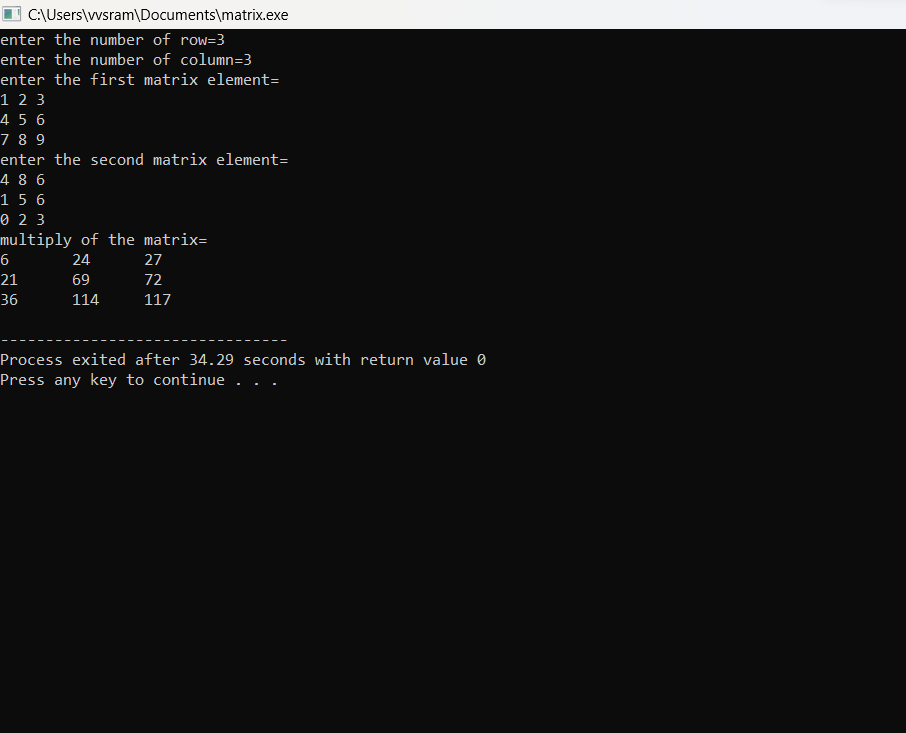 C:\Users\vvsram\Documents\matrix.exe
enter the number of row=3
enter the number of column=3
enter the first matrix element=
1 2 3
4 5 6
7 8 9
enter the second matrix element=
4 8 6
1 5 6
0 2 3
multiply of the matrix=
6       24      27
21      69      72
36      114     117

--------------------------------
Process exited after 34.29 seconds with return value 0
Press any key to continue . . .